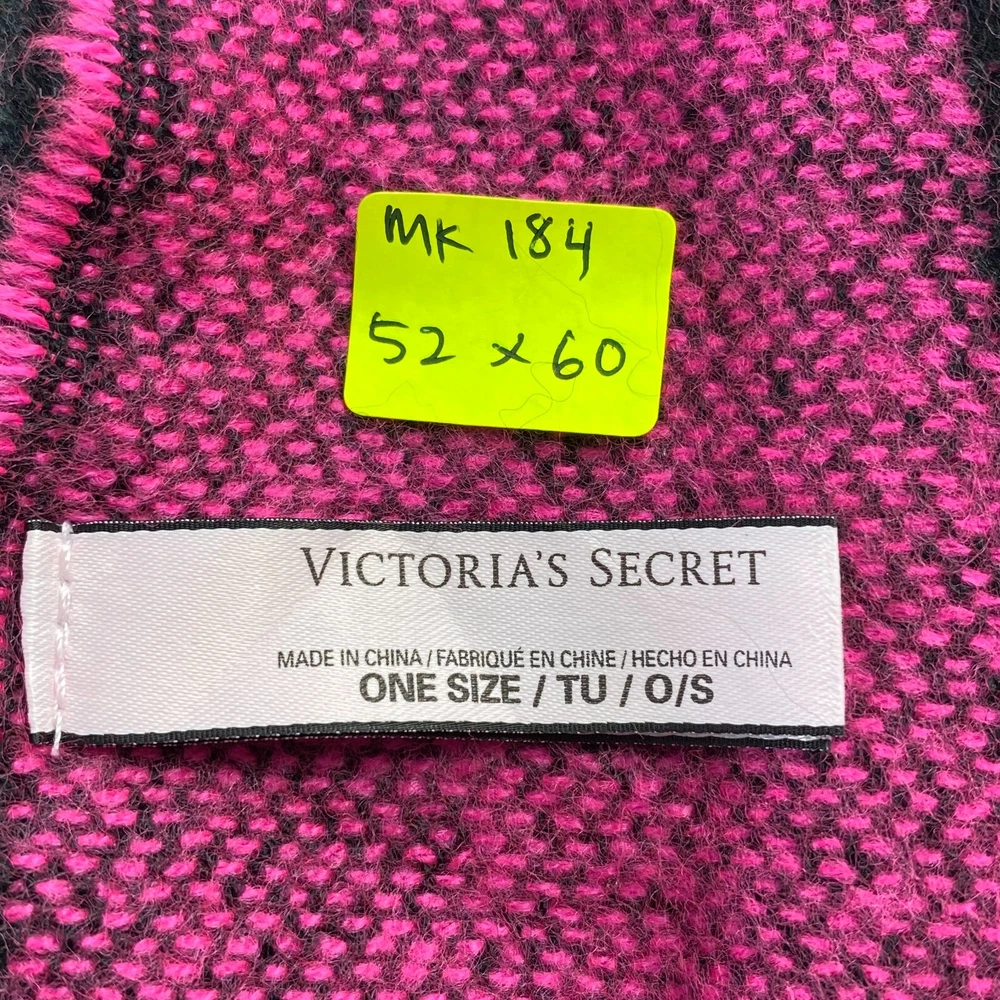 MK 184
52 x 60
VICTORIA'S SECRET
MADE IN CHINA / FABRIQUÉ EN CHINE / HECHO EN CHINA
ONE SIZE / TU / O/S